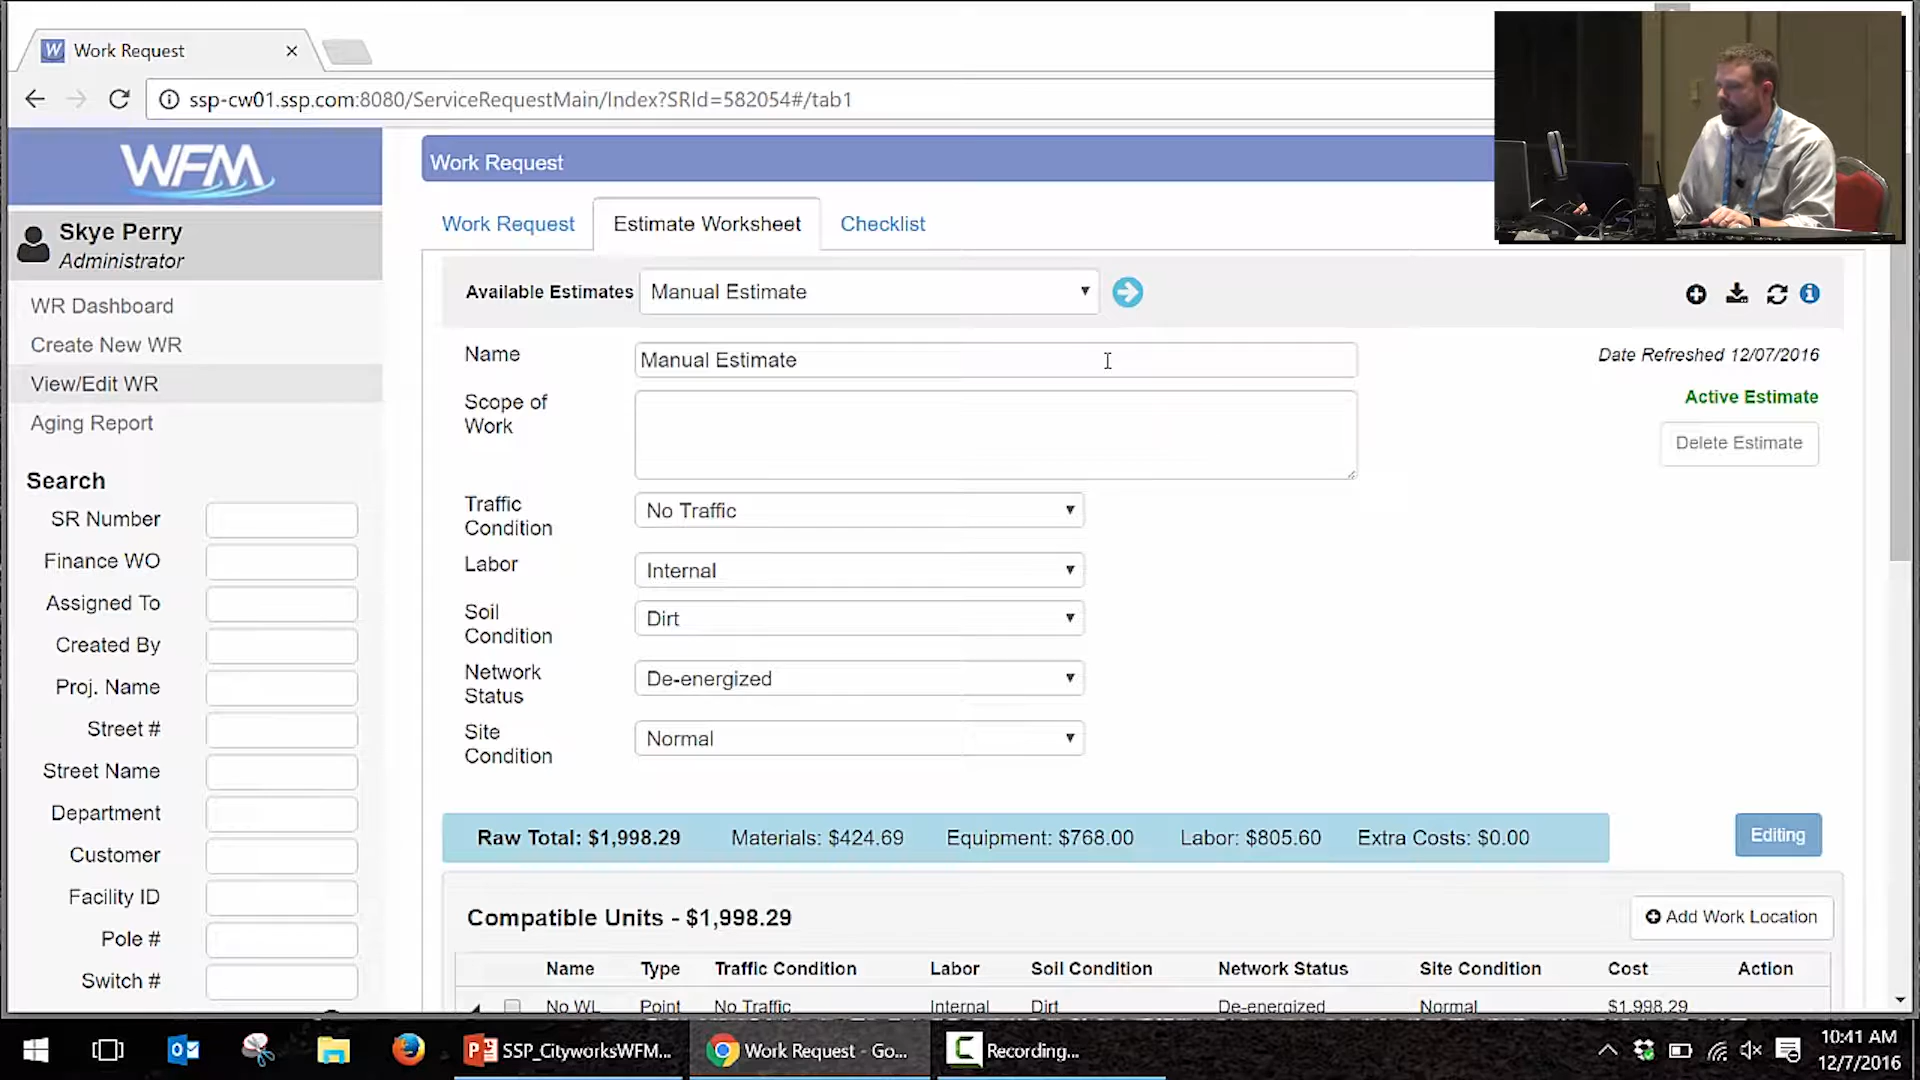 Work Request
ssp-cw01.ssp.com:8080/ServiceRequestMain/Index?SRId=582054#/tab1
WFM
Skye Perry
Administrator
WR Dashboard
Create New WR
View/Edit WR
Aging Report
Search
SR Number
Finance WO
Assigned To
Created By
Proj. Name
Street #
Street Name
Department
Customer
Facility ID
Pole #
Switch #
Work Request
Work Request Estimate Worksheet Checklist
Available Estimates Manual Estimate
Name Manual Estimate
Date Refreshed 12/07/2016
Scope of
Work
Active Estimate
Delete Estimate
Traffic
Condition
No Traffic
Labor Internal
Soil
Condition
Dirt
Network
Status
De-energized
Site
Condition
Normal
Raw Total: $1,998.29 Materials: $424.69 Equipment: $768.00 Labor: $805.60 Extra Costs: $0.00
Editing
Compatible Units - $1,998.29
Add Work Location
Name Type Traffic Condition Labor Soil Condition Network Status Site Condition Cost Action
No WL Point No Traffic Internal Dirt De-energized Normal $1,998.29
SSP_CityworksWFM... Work Request - Go... Recording...
10:41 AM
12/7/2016